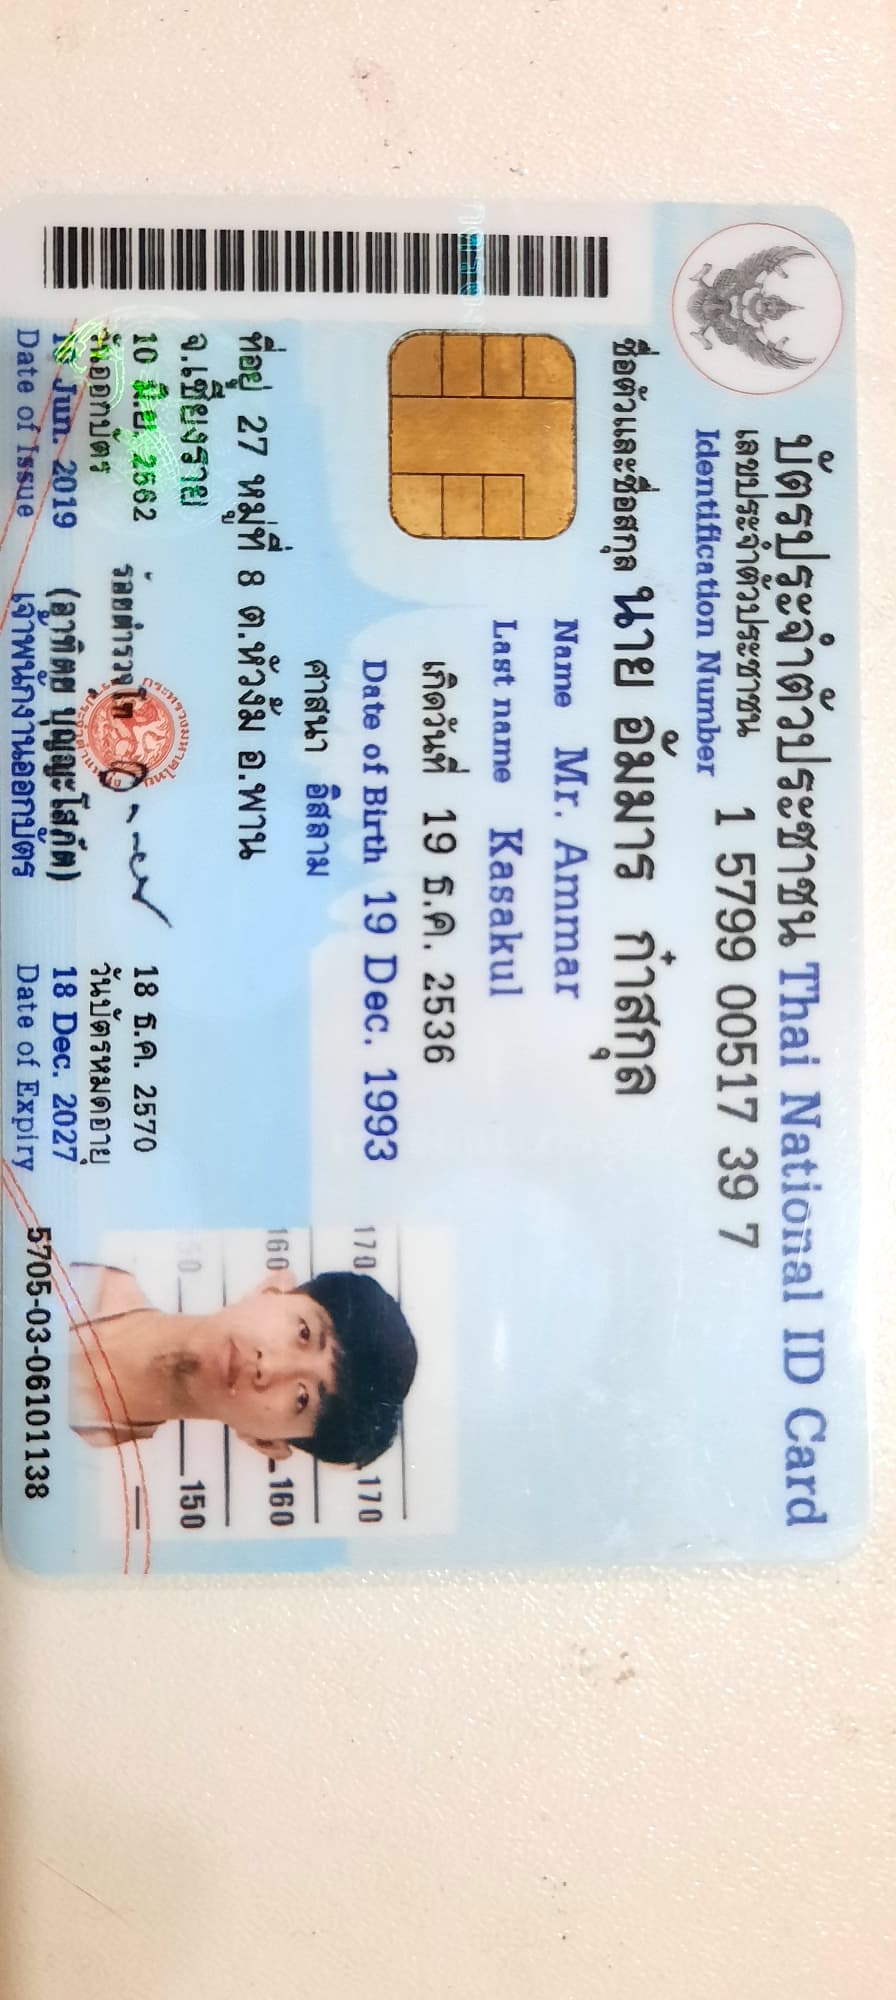 บัตรประจำตัวประชาชน Thai National ID Card
เลขประจำตัวประชาชน 1 5799 00517 39 7
Identification Number
ชื่อตัวและชื่อสกุล นาย อัมมาร ก๋าสกุล
Name Mr. Ammar
Last name Kasakul
เกิดวันที่ 19 ธ.ค. 2536
Date of Birth 19 Dec. 1993
ศาสนา อิสลาม
ที่อยู่ 27 หมู่ที่ 8 ต.หัวง้ม อ.พาน
จ.เชียงราย
10 มิ.ย. 2562
วันออกบัตร
Jun. 2019
Date of Issue
ร้อยตำรวจโท
(อาทิตย์ บุญญะโสภัต)
เจ้าพนักงานออกบัตร
18 ธ.ค. 2570
วันบัตรหมดอายุ
18 Dec. 2027
Date of Expiry
170 170
160 160
150
5705-03-06101138